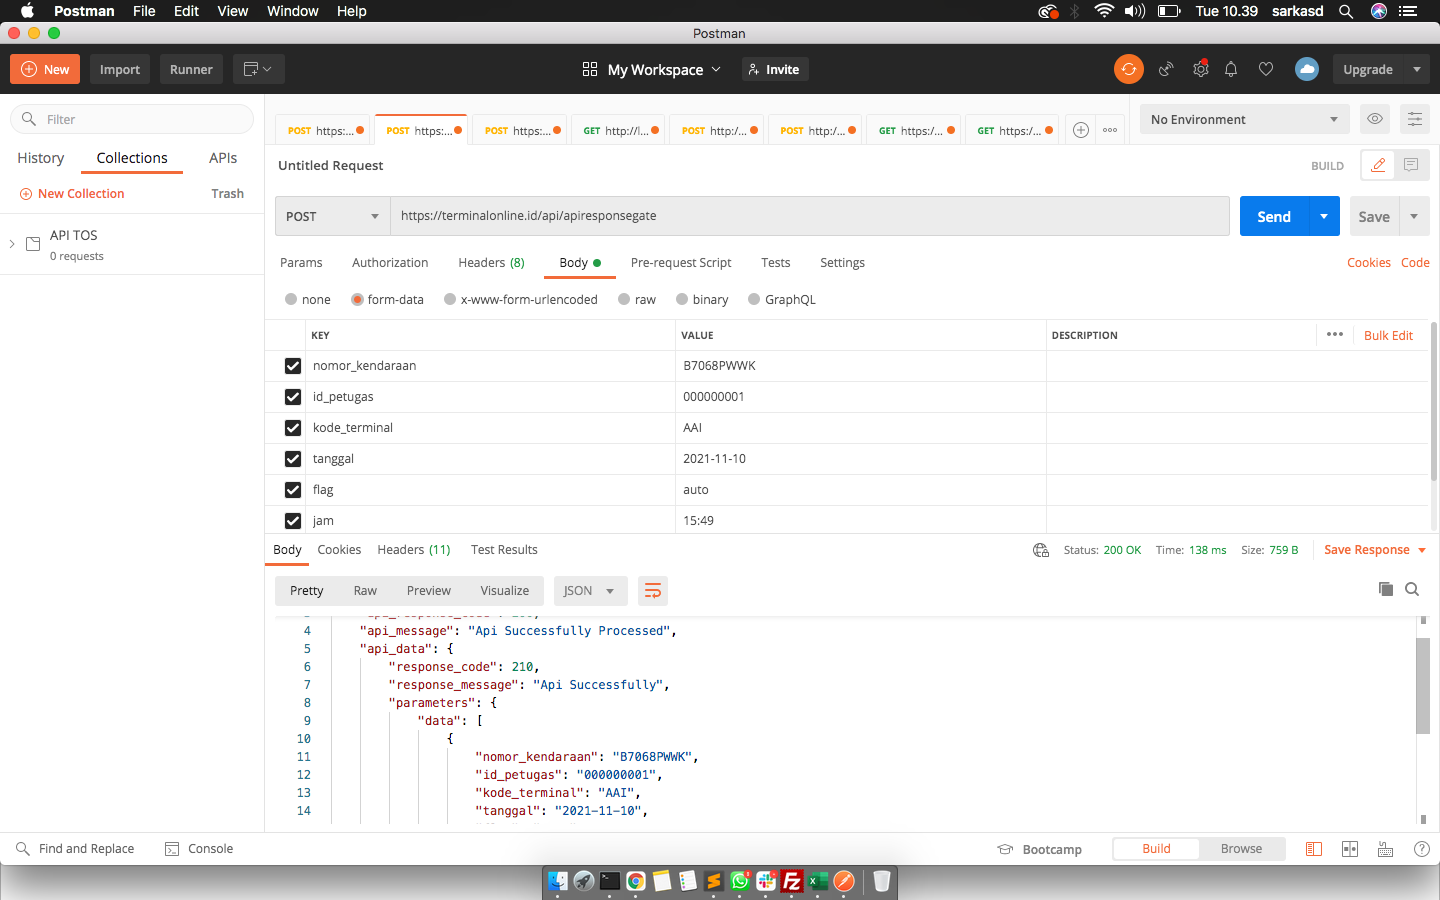 Postman File Edit View Window Help Tue 10.39 sarkasd
Postman
New Import Runner My Workspace Invite Upgrade
Filter
POST https:... POST https:... POST https:... GET http://l... POST http:/... POST http:/... GET https:/... GET https:/... No Environment
History Collections APIs
Untitled Request BUILD
New Collection Trash
POST https://terminalonline.id/api/apiresponsegate Send Save
API TOS
0 requests
Params Authorization Headers (8) Body Pre-request Script Tests Settings Cookies Code
none form-data x-www-form-urlencoded raw binary GraphQL
KEY VALUE DESCRIPTION Bulk Edit
nomor_kendaraan B7068PWWK
id_petugas 000000001
kode_terminal AAI
tanggal 2021-11-10
flag auto
jam 15:49
Body Cookies Headers (11) Test Results Status: 200 OK Time: 138 ms Size: 759 B Save Response
Pretty Raw Preview Visualize JSON
4 "api_message": "Api Successfully Processed",
5 "api_data": {
6 "response_code": 210,
7 "response_message": "Api Successfully",
8 "parameters": {
9 "data": [
10 {
11 "nomor_kendaraan": "B7068PWWK",
12 "id_petugas": "000000001",
13 "kode_terminal": "AAI",
14 "tanggal": "2021-11-10",
Find and Replace Console Bootcamp Build Browse